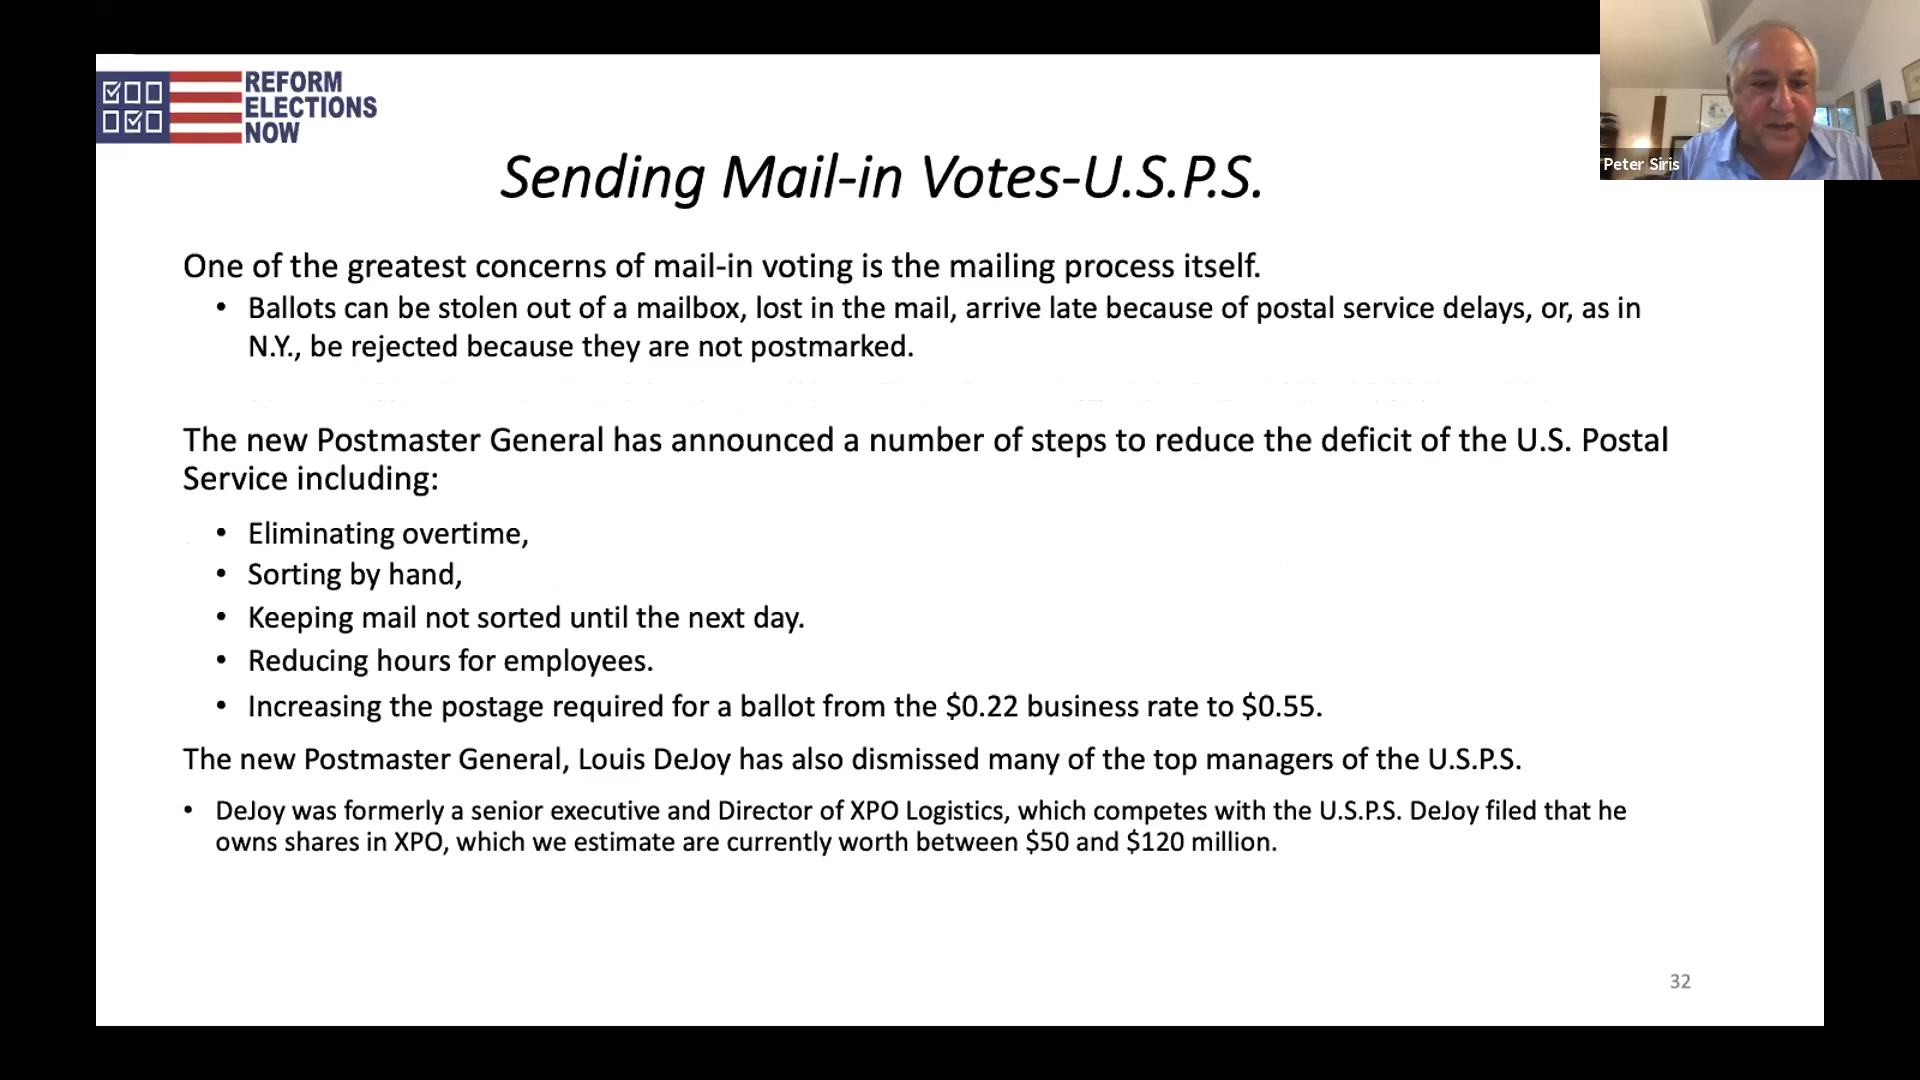 REFORM
ELECTIONS
NOW
Peter Siris
Sending Mail-in Votes-U.S.P.S.
One of the greatest concerns of mail-in voting is the mailing process itself.
• Ballots can be stolen out of a mailbox, lost in the mail, arrive late because of postal service delays, or, as in
N.Y., be rejected because they are not postmarked.
The new Postmaster General has announced a number of steps to reduce the deficit of the U.S. Postal
Service including:
• Eliminating overtime,
• Sorting by hand,
• Keeping mail not sorted until the next day.
• Reducing hours for employees.
• Increasing the postage required for a ballot from the $0.22 business rate to $0.55.
The new Postmaster General, Louis DeJoy has also dismissed many of the top managers of the U.S.P.S.
• DeJoy was formerly a senior executive and Director of XPO Logistics, which competes with the U.S.P.S. DeJoy filed that he
owns shares in XPO, which we estimate are currently worth between $50 and $120 million.
32